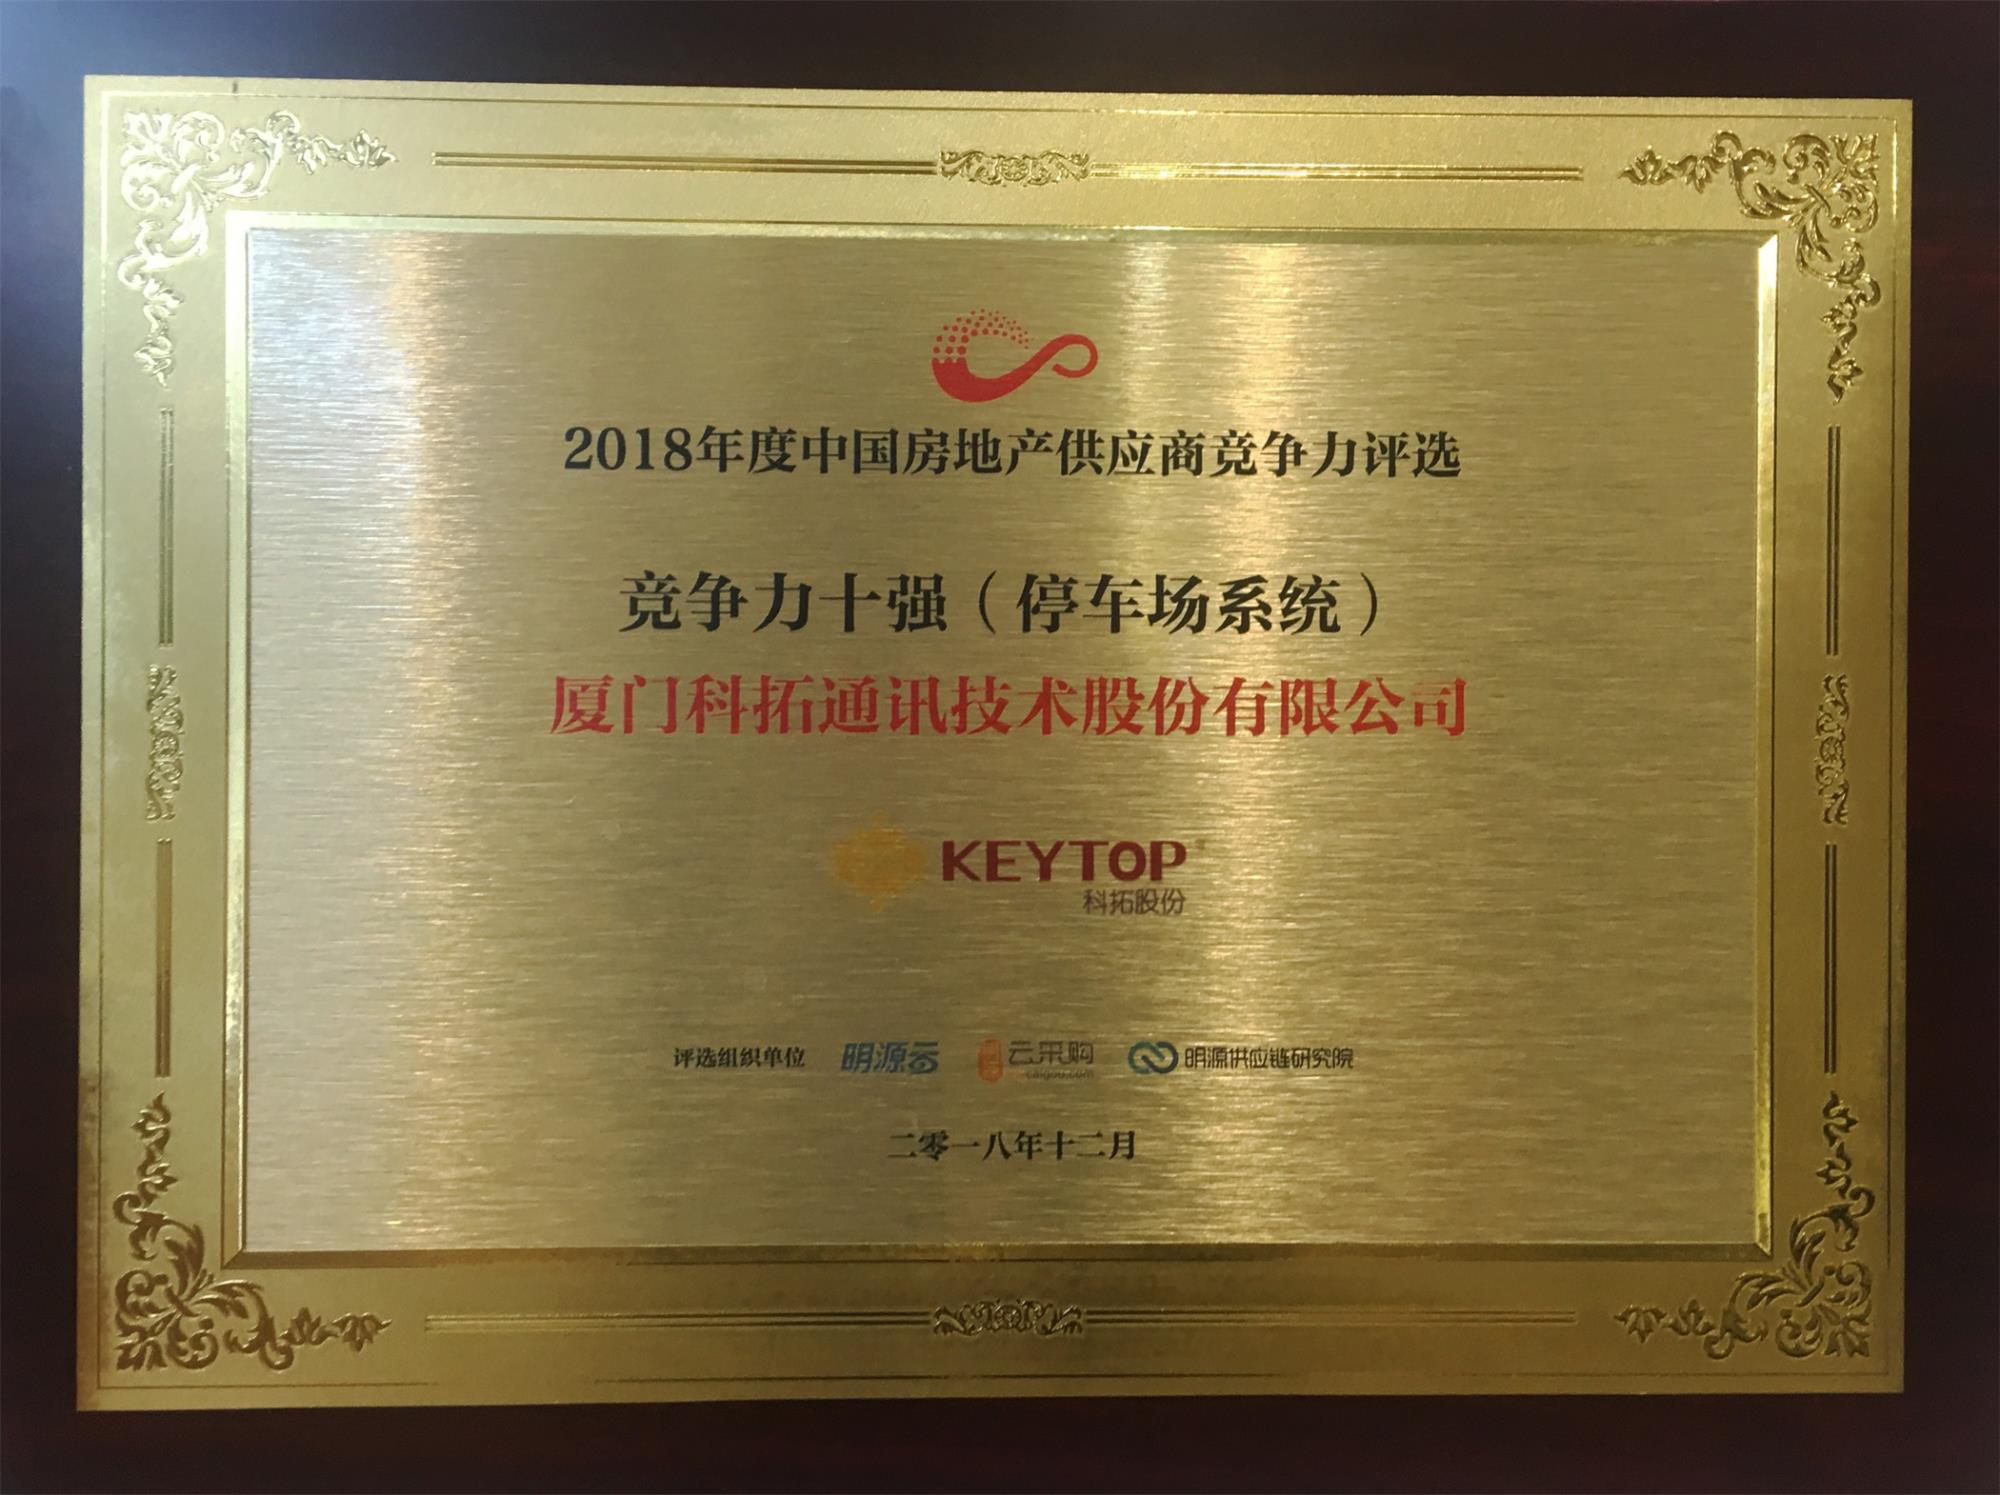 2018年度中国房地产供应商竞争力评选
竞争力十强（停车场系统）
厦门科拓通讯技术股份有限公司
KEYTOP
科拓股份
评选组织单位 明源云 云采购 明源供应链研究院
caigou.com
二零一八年十二月